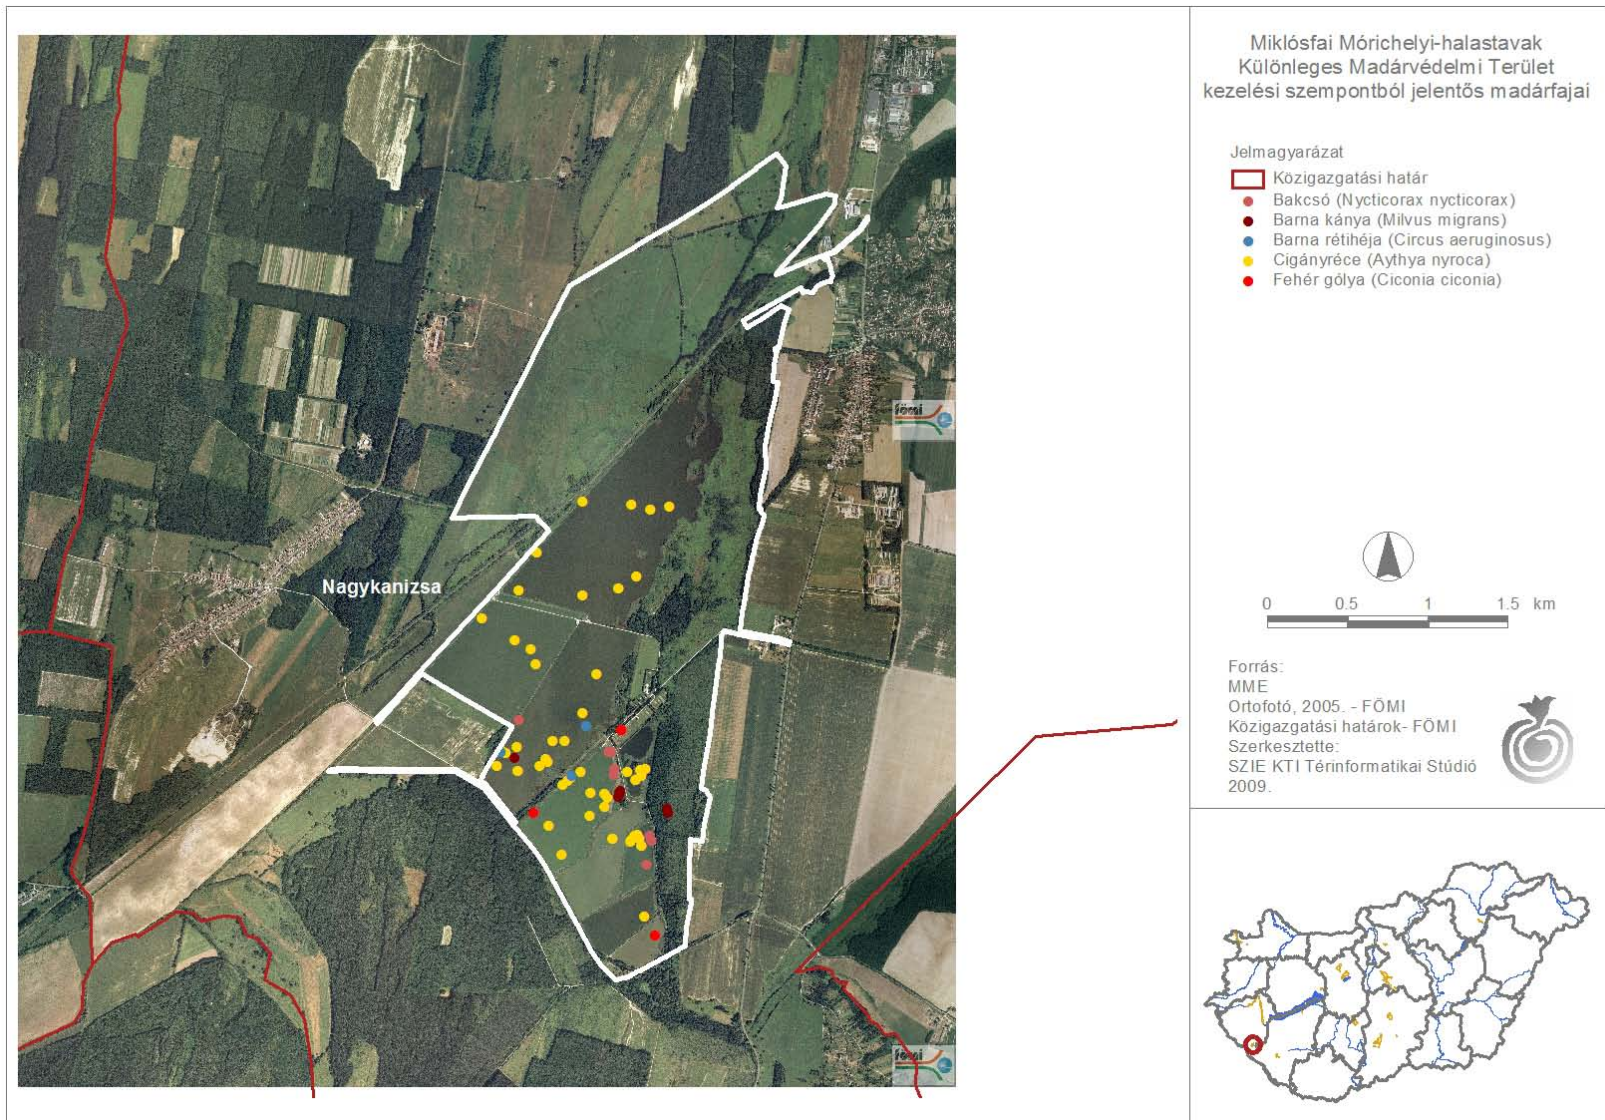 Miklósfai Mórichelyi-halastavak
Különleges Madárvédelmi Terület
kezelési szempontból jelentős madárfajai
Jelmagyarázat
Közigazgatási határ
Bakcsó (Nycticorax nycticorax)
Barna kánya (Milvus migrans)
Barna rétihéja (Circus aeruginosus)
Cigányréce (Aythya nyroca)
Fehér gólya (Ciconia ciconia)
fömi
Nagykanizsa
0 0.5 1 1.5 km
Forrás:
MME
Ortofotó, 2005. - FÖMI
Közigazgatási határok- FÖMI
Szerkesztette:
SZIE KTI Térinformatikai Stúdió
2009.
fömi